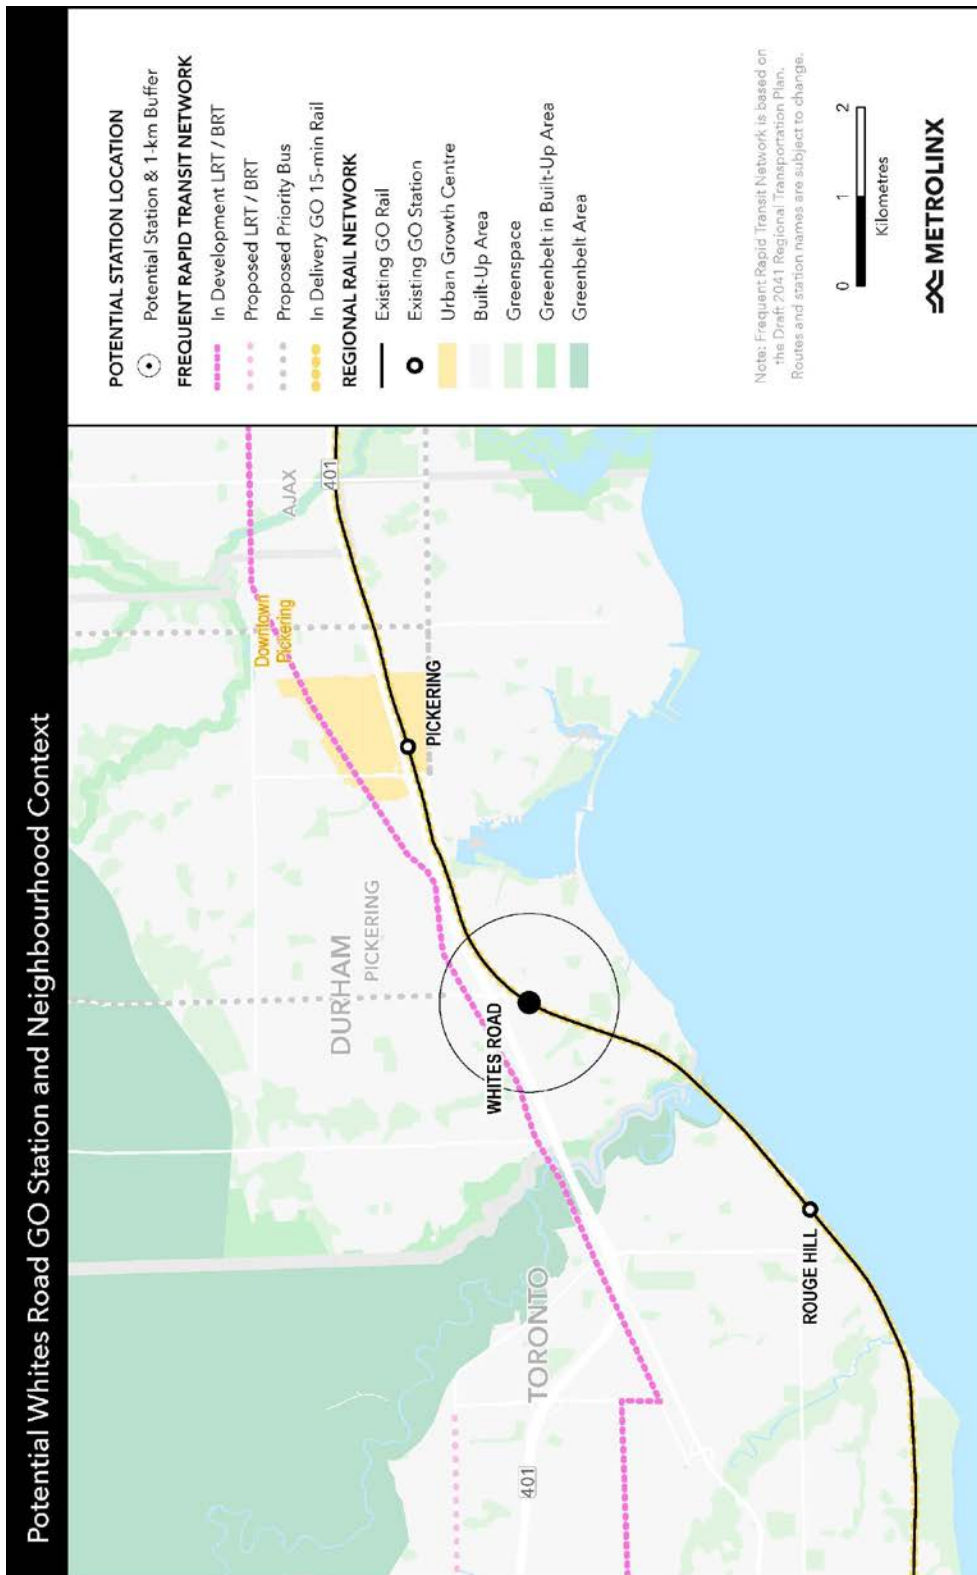 Potential Whites Road GO Station and Neighbourhood Context
DURHAM
PICKERING
AJAX
401
Downtown
Pickering
PICKERING
WHITES ROAD
TORONTO
401
ROUGE HILL
POTENTIAL STATION LOCATION
Potential Station & 1-km Buffer
FREQUENT RAPID TRANSIT NETWORK
In Development LRT / BRT
Proposed LRT / BRT
Proposed Priority Bus
In Delivery GO 15-min Rail
REGIONAL RAIL NETWORK
Existing GO Rail
Existing GO Station
Urban Growth Centre
Built-Up Area
Greenspace
Greenbelt in Built-Up Area
Greenbelt Area
Note: Frequent Rapid Transit Network is based on
the Draft 2041 Regional Transportation Plan.
Routes and station names are subject to change.
0 1 2
Kilometres
METROLINX